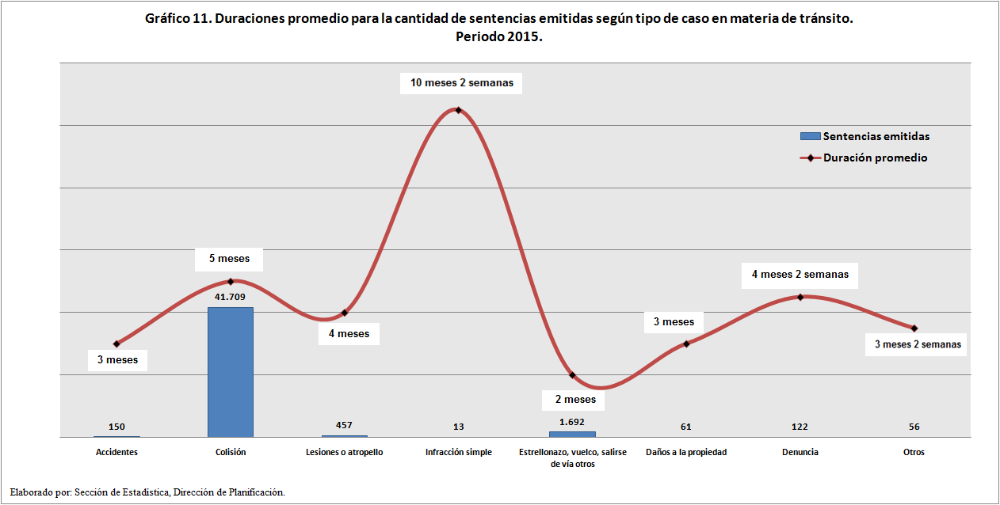 Gráfico 11. Duraciones promedio para la cantidad de sentencias emitidas según tipo de caso en materia de tránsito.
Periodo 2015.
10 meses 2 semanas
Sentencias emitidas
Duración promedio
5 meses
4 meses 2 semanas
41.709
3 meses
4 meses
3 meses 2 semanas
3 meses
2 meses
150
457
13
1.692
61
122
56
Accidentes
Colisión
Lesiones o atropello
Infracción simple
Estrellonazo, vuelco, salirse
de vía otros
Daños a la propiedad
Denuncia
Otros
Elaborado por: Sección de Estadística, Dirección de Planificación.